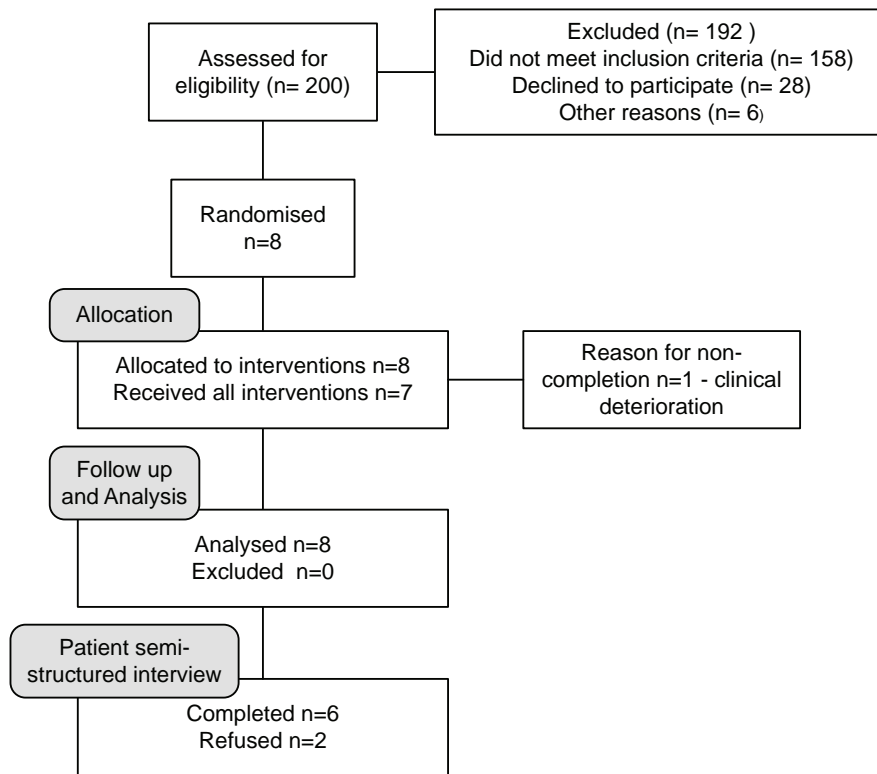 Assessed for
eligibility (n= 200)
Excluded (n= 192 )
Did not meet inclusion criteria (n= 158)
Declined to participate (n= 28)
Other reasons (n= 6)
Randomised
n=8
Allocation
Allocated to interventions n=8
Received all interventions n=7
Reason for non-
completion n=1 - clinical
deterioration
Follow up
and Analysis
Analysed n=8
Excluded  n=0
Patient semi-
structured interview
Completed n=6
Refused n=2